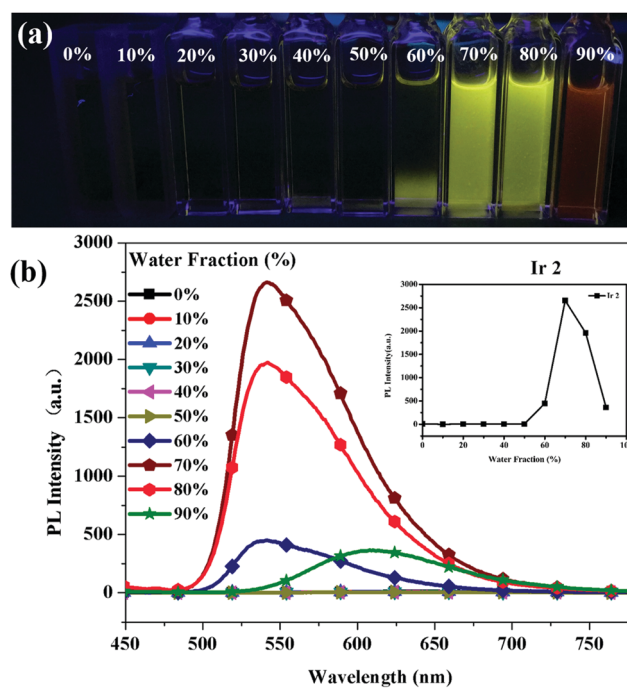 (a)
0% 10% 20% 30% 40% 50% 60% 70% 80% 90%
(b)
Water Fraction (%)
0%
10%
20%
30%
40%
50%
60%
70%
80%
90%
PL Intensity (a.u.)
3000
2500
2000
1500
1000
500
0
450 500 550 600 650 700 750
Wavelength (nm)
Ir 2
Ir 2
PL Intensity(a.u.)
3000
2500
2000
1500
1000
500
0
0 10 20 30 40 50 60 70 80 90
Water Fraction (%)